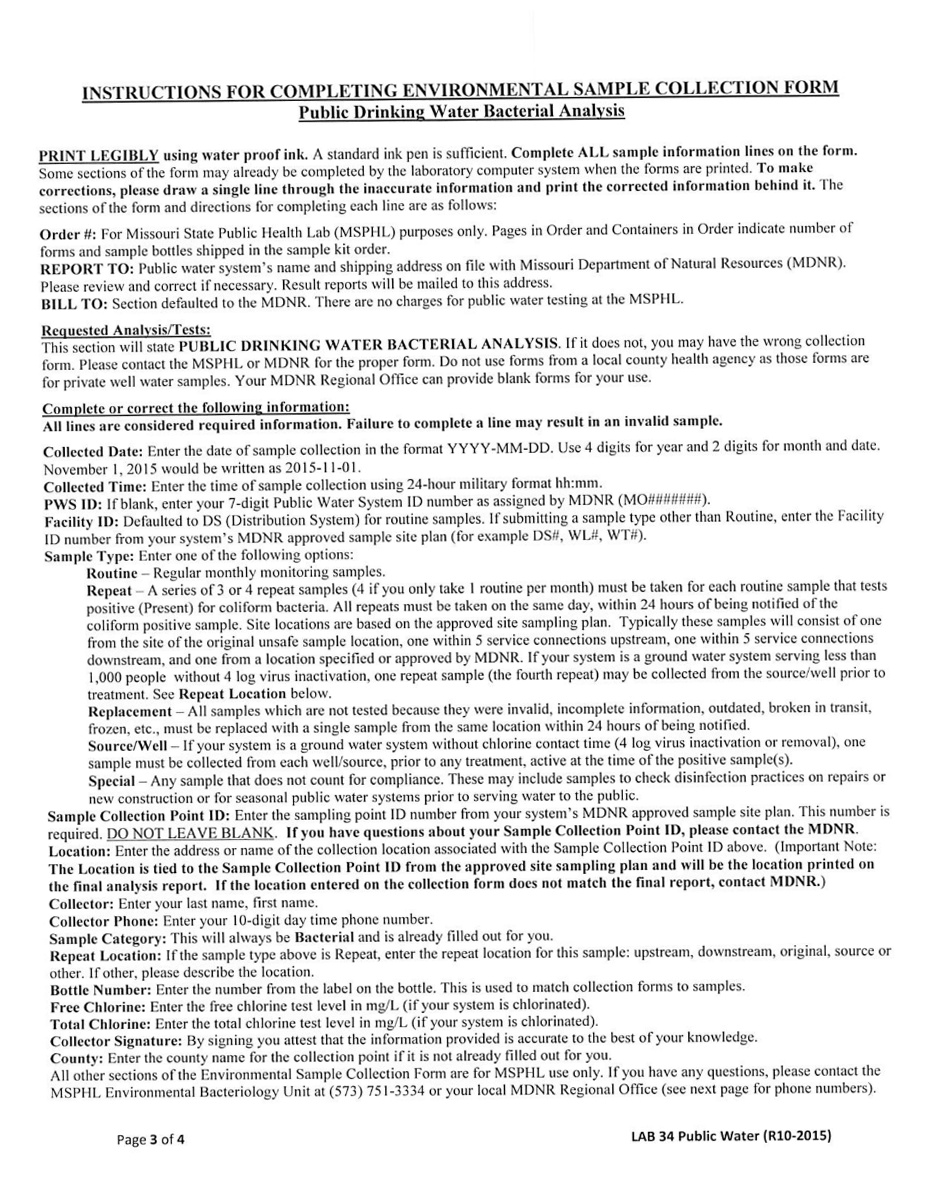 INSTRUCTIONS FOR COMPLETING ENVIRONMENTAL SAMPLE COLLECTION FORM
Public Drinking Water Bacterial Analysis
PRINT LEGIBLY using water proof ink. A standard ink pen is sufficient. Complete ALL sample information lines on the form.
Some sections of the form may already be completed by the laboratory computer system when the forms are printed. To make
corrections, please draw a single line through the inaccurate information and print the corrected information behind it. The
sections of the form and directions for completing each line are as follows:
Order #: For Missouri State Public Health Lab (MSPHL) purposes only. Pages in Order and Containers in Order indicate number of
forms and sample bottles shipped in the sample kit order.
REPORT TO: Public water system's name and shipping address on file with Missouri Department of Natural Resources (MDNR).
Please review and correct if necessary. Result reports will be mailed to this address.
BILL TO: Section defaulted to the MDNR. There are no charges for public water testing at the MSPHL.
Requested Analysis/Tests:
This section will state PUBLIC DRINKING WATER BACTERIAL ANALYSIS. If it does not, you may have the wrong collection
form. Please contact the MSPHL or MDNR for the proper form. Do not use forms from a local county health agency as those forms are
for private well water samples. Your MDNR Regional Office can provide blank forms for your use.
Complete or correct the following information:
All lines are considered required information. Failure to complete a line may result in an invalid sample.
Collected Date: Enter the date of sample collection in the format YYYY-MM-DD. Use 4 digits for year and 2 digits for month and date.
November 1, 2015 would be written as 2015-11-01.
Collected Time: Enter the time of sample collection using 24-hour military format hh:mm.
PWS ID: If blank, enter your 7-digit Public Water System ID number as assigned by MDNR (MO#######).
Facility ID: Defaulted to DS (Distribution System) for routine samples. If submitting a sample type other than Routine, enter the Facility
ID number from your system's MDNR approved sample site plan (for example DS#, WL#, WT#).
Sample Type: Enter one of the following options:
Routine – Regular monthly monitoring samples.
Repeat – A series of 3 or 4 repeat samples (4 if you only take 1 routine per month) must be taken for each routine sample that tests
positive (Present) for coliform bacteria. All repeats must be taken on the same day, within 24 hours of being notified of the
coliform positive sample. Site locations are based on the approved site sampling plan. Typically these samples will consist of one
from the site of the original unsafe sample location, one within 5 service connections upstream, one within 5 service connections
downstream, and one from a location specified or approved by MDNR. If your system is a ground water system serving less than
1,000 people without 4 log virus inactivation, one repeat sample (the fourth repeat) may be collected from the source/well prior to
treatment. See Repeat Location below.
Replacement – All samples which are not tested because they were invalid, incomplete information, outdated, broken in transit,
frozen, etc., must be replaced with a single sample from the same location within 24 hours of being notified.
Source/Well – If your system is a ground water system without chlorine contact time (4 log virus inactivation or removal), one
sample must be collected from each well/source, prior to any treatment, active at the time of the positive sample(s).
Special – Any sample that does not count for compliance. These may include samples to check disinfection practices on repairs or
new construction or for seasonal public water systems prior to serving water to the public.
Sample Collection Point ID: Enter the sampling point ID number from your system's MDNR approved sample site plan. This number is
required. DO NOT LEAVE BLANK. If you have questions about your Sample Collection Point ID, please contact the MDNR.
Location: Enter the address or name of the collection location associated with the Sample Collection Point ID above. (Important Note:
The Location is tied to the Sample Collection Point ID from the approved site sampling plan and will be the location printed on
the final analysis report. If the location entered on the collection form does not match the final report, contact MDNR.)
Collector: Enter your last name, first name.
Collector Phone: Enter your 10-digit day time phone number.
Sample Category: This will always be Bacterial and is already filled out for you.
Repeat Location: If the sample type above is Repeat, enter the repeat location for this sample: upstream, downstream, original, source or
other. If other, please describe the location.
Bottle Number: Enter the number from the label on the bottle. This is used to match collection forms to samples.
Free Chlorine: Enter the free chlorine test level in mg/L (if your system is chlorinated).
Total Chlorine: Enter the total chlorine test level in mg/L (if your system is chlorinated).
Collector Signature: By signing you attest that the information provided is accurate to the best of your knowledge.
County: Enter the county name for the collection point if it is not already filled out for you.
All other sections of the Environmental Sample Collection Form are for MSPHL use only. If you have any questions, please contact the
MSPHL Environmental Bacteriology Unit at (573) 751-3334 or your local MDNR Regional Office (see next page for phone numbers).
Page 3 of 4
LAB 34 Public Water (R10-2015)